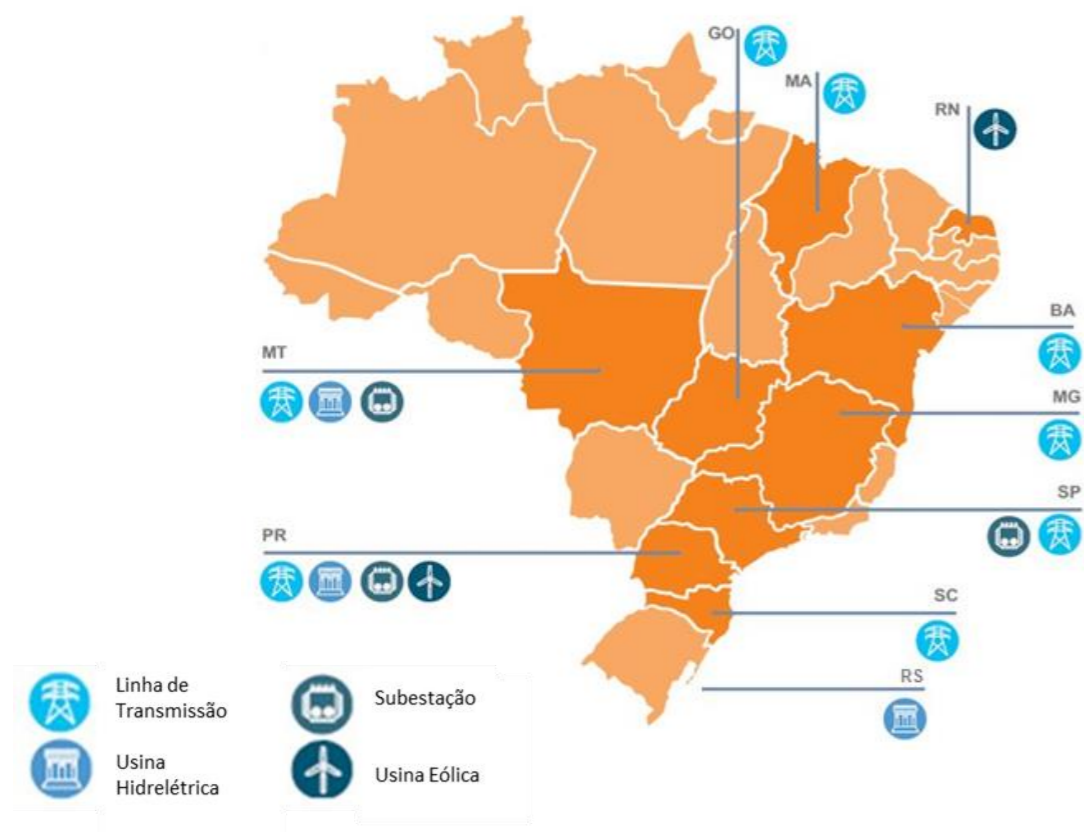 GO
MA
RN
BA
MT
MG
SP
PR
SC
RS
Linha de
Transmissão
Subestação
Usina
Hidrelétrica
Usina Eólica